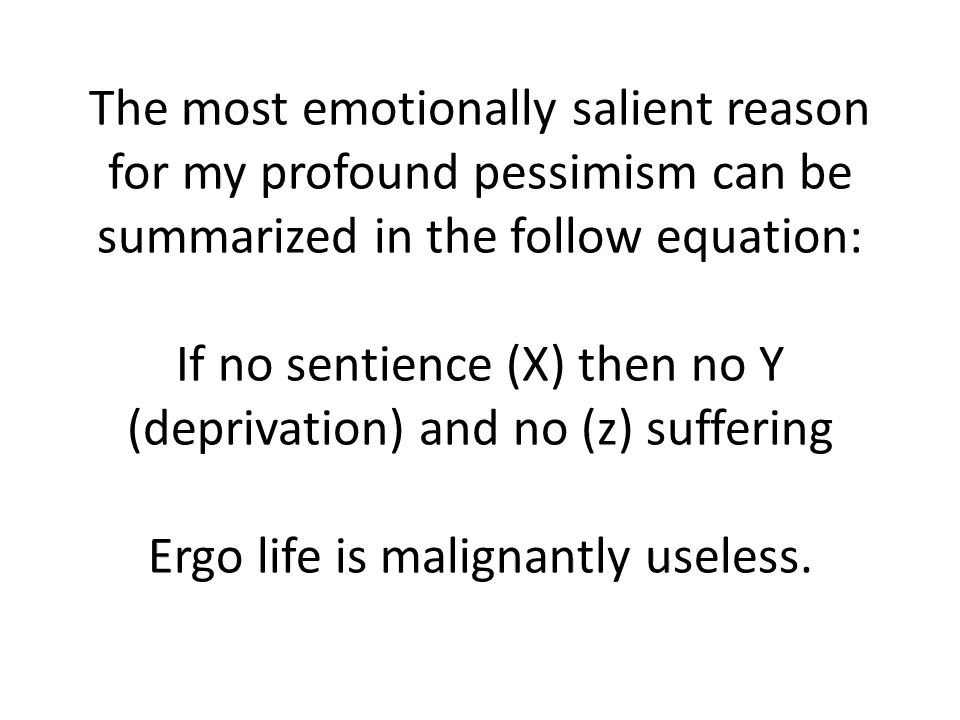 The most emotionally salient reason
for my profound pessimism can be
summarized in the follow equation:
If no sentience (X) then no Y
(deprivation) and no (z) suffering
Ergo life is malignantly useless.